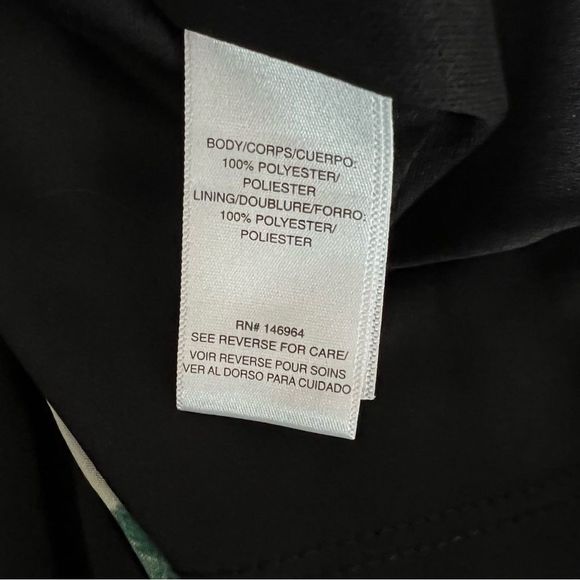 BODY/CORPS/CUERPO:
100% POLYESTER/
POLIESTER
LINING/DOUBLURE/FORRO:
100% POLYESTER/
POLIESTER
RN# 146964
SEE REVERSE FOR CARE/
VOIR REVERSE POUR SOINS
VER AL DORSO PARA CUIDADO